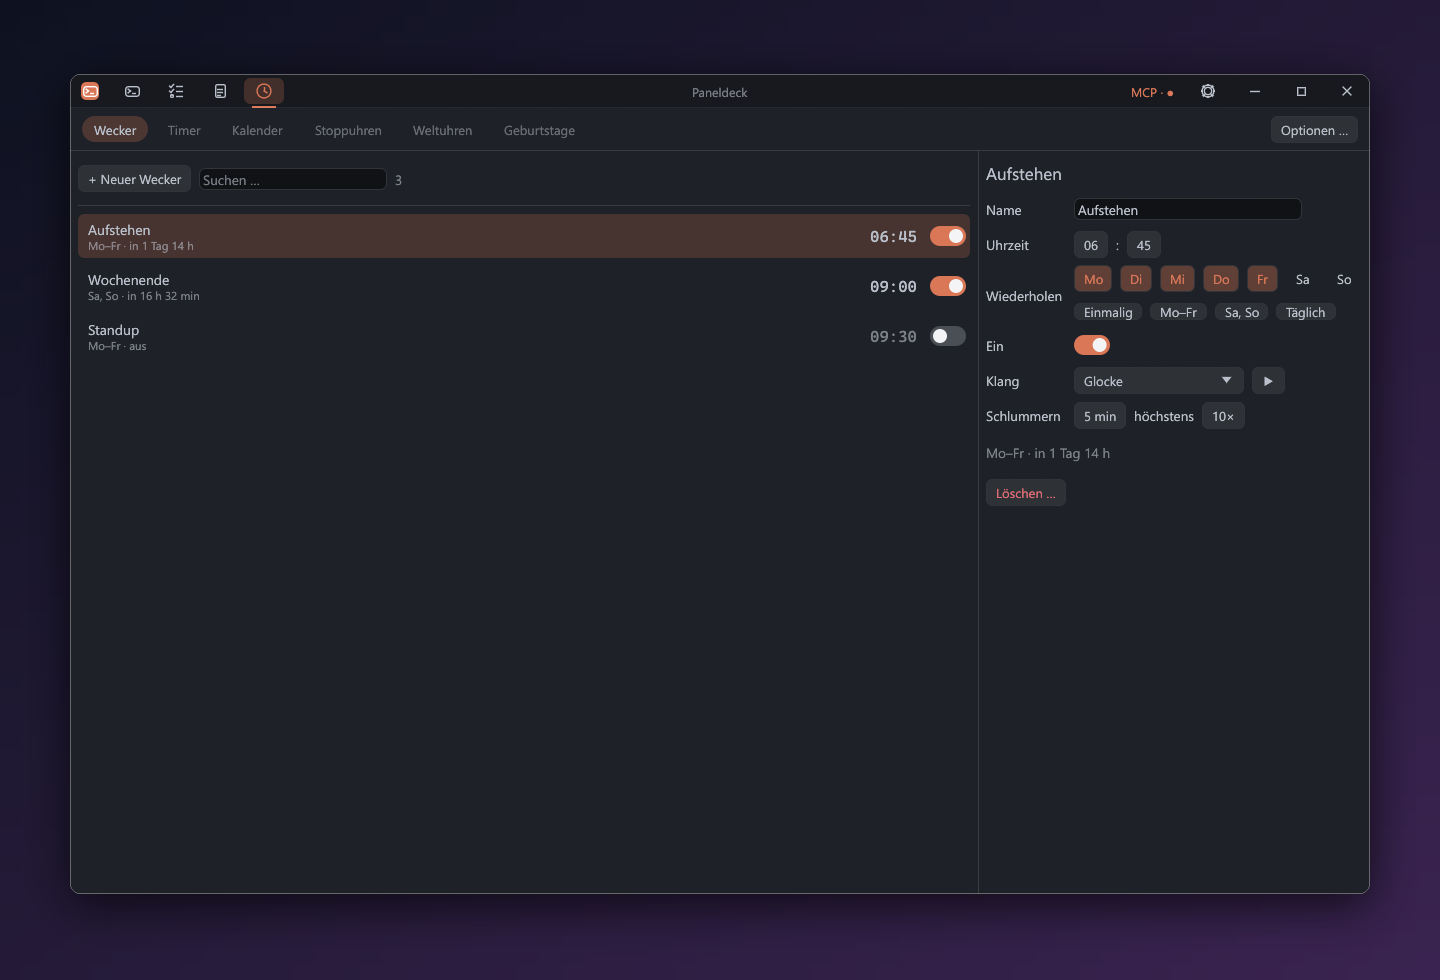 Paneldeck
MCP · ●
Wecker Timer Kalender Stoppuhren Weltuhren Geburtstage
Optionen ...
+ Neuer Wecker Suchen ... 3
Aufstehen
Mo–Fr · in 1 Tag 14 h
06:45
Wochenende
Sa, So · in 16 h 32 min
09:00
Standup
Mo–Fr · aus
09:30
Aufstehen
Name Aufstehen
Uhrzeit 06 : 45
Wiederholen
Mo Di Mi Do Fr Sa So
Einmalig Mo–Fr Sa, So Täglich
Ein
Klang Glocke
Schlummern 5 min höchstens 10×
Mo–Fr · in 1 Tag 14 h
Löschen ...